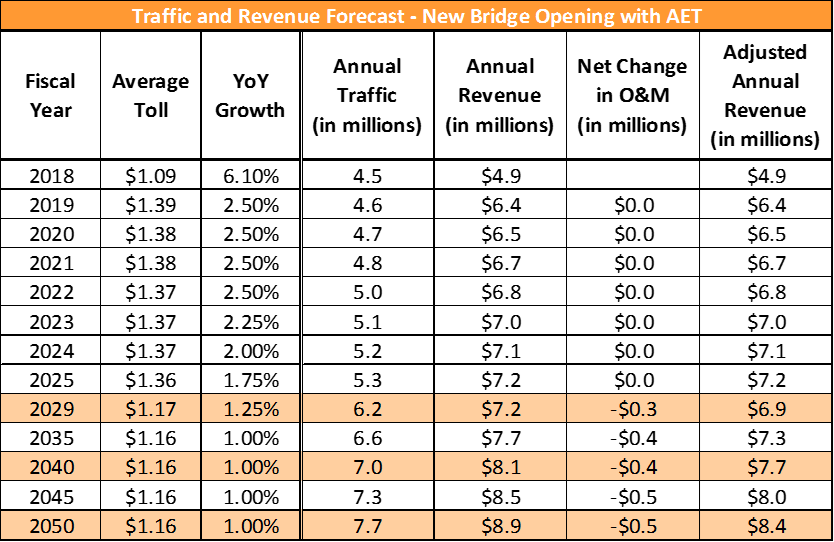 Traffic and Revenue Forecast - New Bridge Opening with AET
Fiscal Year Average Toll YoY Growth Annual Traffic (in millions) Annual Revenue (in millions) Net Change in O&M (in millions) Adjusted Annual Revenue (in millions)
2018 $1.09 6.10% 4.5 $4.9 $4.9
2019 $1.39 2.50% 4.6 $6.4 $0.0 $6.4
2020 $1.38 2.50% 4.7 $6.5 $0.0 $6.5
2021 $1.38 2.50% 4.8 $6.7 $0.0 $6.7
2022 $1.37 2.50% 5.0 $6.8 $0.0 $6.8
2023 $1.37 2.25% 5.1 $7.0 $0.0 $7.0
2024 $1.37 2.00% 5.2 $7.1 $0.0 $7.1
2025 $1.36 1.75% 5.3 $7.2 $0.0 $7.2
2029 $1.17 1.25% 6.2 $7.2 -$0.3 $6.9
2035 $1.16 1.00% 6.6 $7.7 -$0.4 $7.3
2040 $1.16 1.00% 7.0 $8.1 -$0.4 $7.7
2045 $1.16 1.00% 7.3 $8.5 -$0.5 $8.0
2050 $1.16 1.00% 7.7 $8.9 -$0.5 $8.4